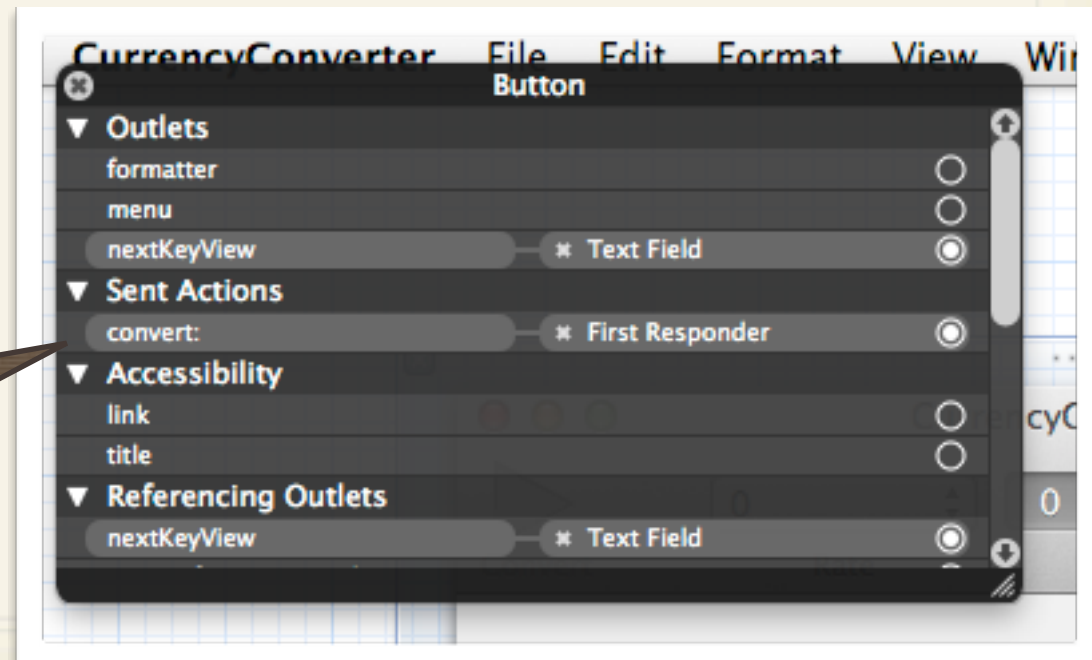 CurrencyConverter File Edit Format View
Button
Outlets
formatter
menu
nextKeyView Text Field
Sent Actions
convert: First Responder
Accessibility
link
title
Referencing Outlets
nextKeyView Text Field
0
0